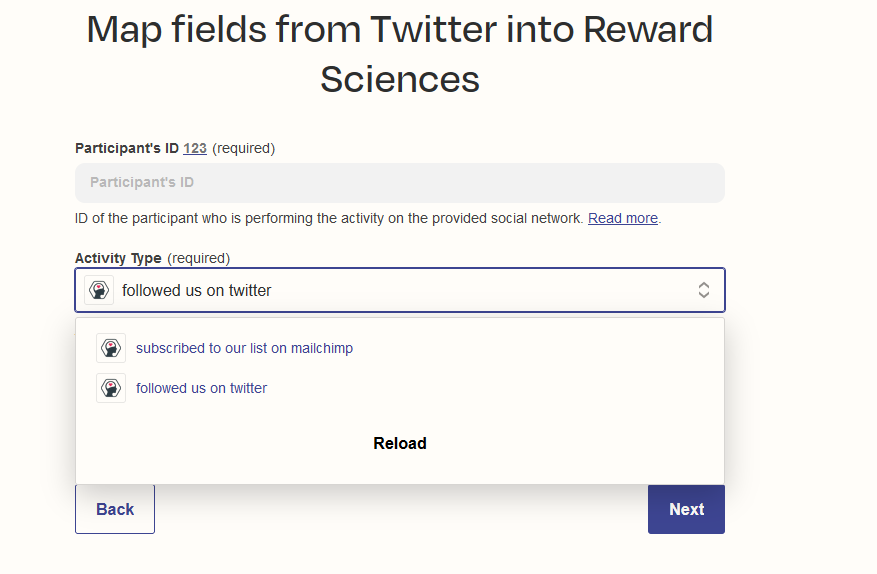 Map fields from Twitter into Reward
Sciences
Participant's ID 123 (required)
Participant's ID
ID of the participant who is performing the activity on the provided social network. Read more.
Activity Type (required)
followed us on twitter
subscribed to our list on mailchimp
followed us on twitter
Reload
Back
Next